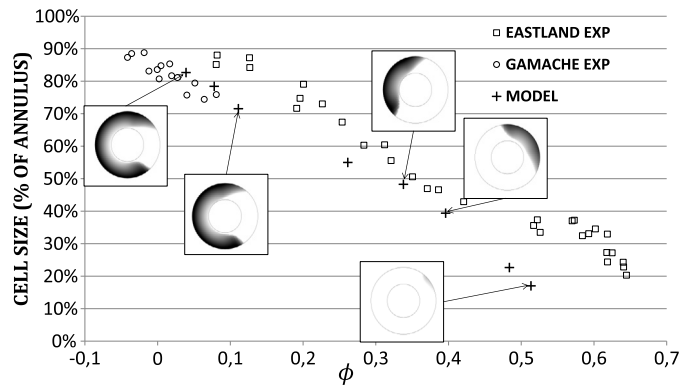 100%
90%
80%
70%
60%
50%
40%
30%
20%
10%
0%
CELL SIZE (% OF ANNULUS)
EASTLAND EXP
GAMACHE EXP
MODEL
-0,1 0 0,1 0,2 0,3 0,4 0,5 0,6 0,7
ϕ